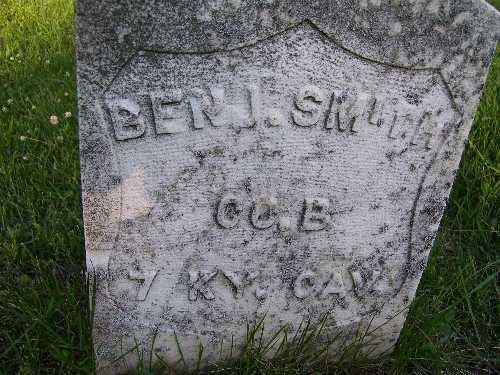 BENJ. SMITH
CO. B
7 KY. CAV.